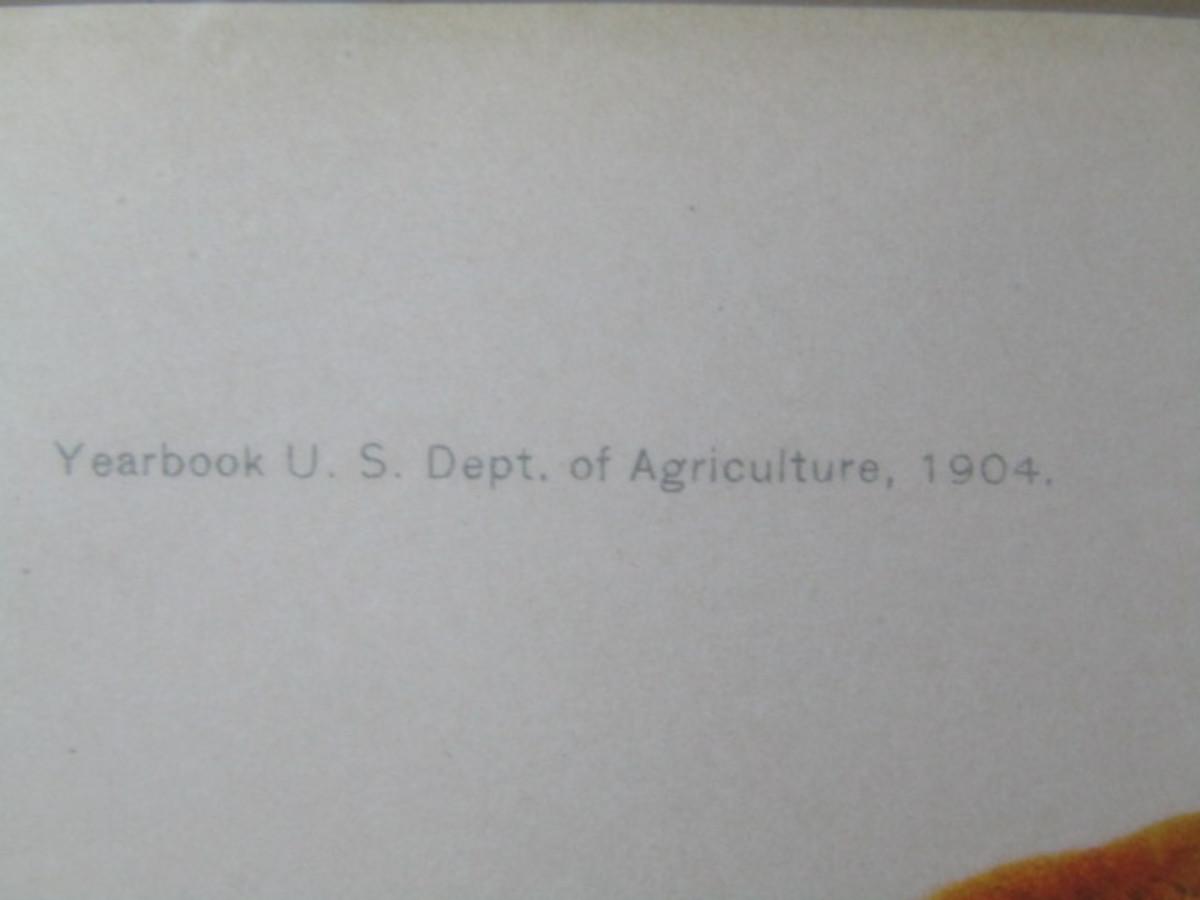 Yearbook U. S. Dept. of Agriculture, 1904.